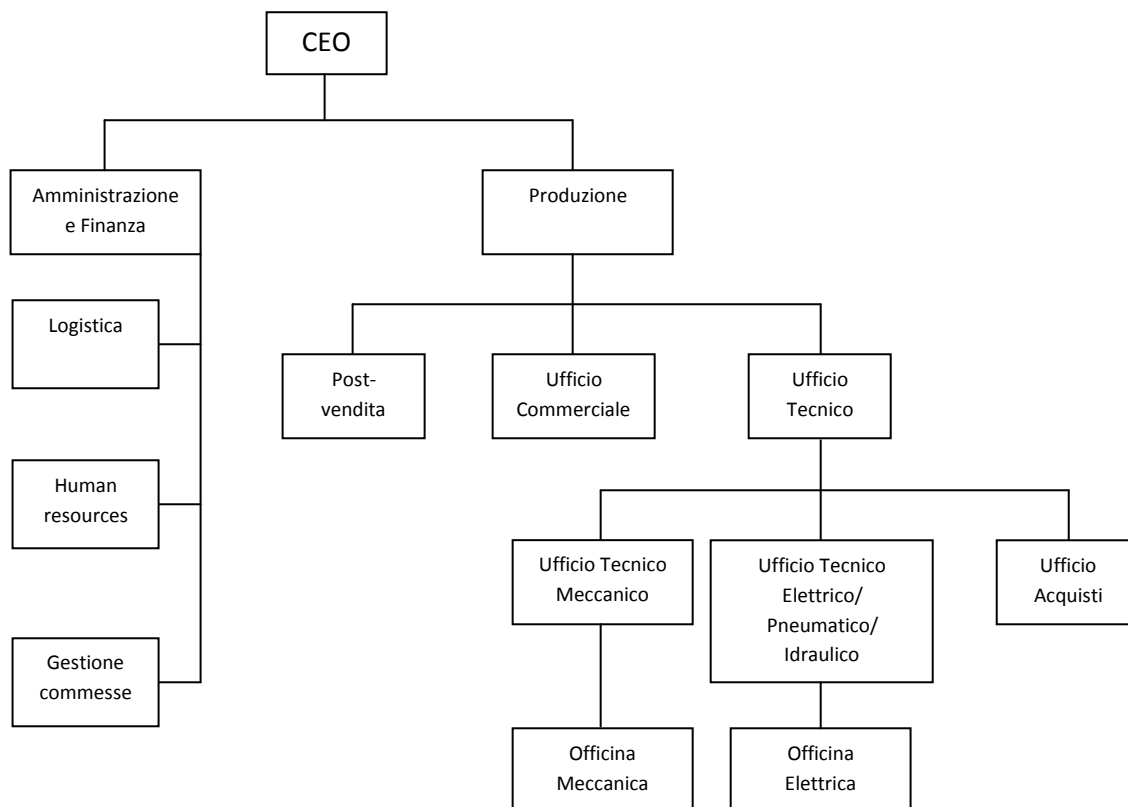 CEO
Amministrazione
e Finanza
Produzione
Logistica
Post-
vendita
Ufficio
Commerciale
Ufficio
Tecnico
Human
resources
Ufficio Tecnico
Meccanico
Ufficio Tecnico
Elettrico/
Pneumatico/
Idraulico
Ufficio
Acquisti
Gestione
commesse
Officina
Meccanica
Officina
Elettrica